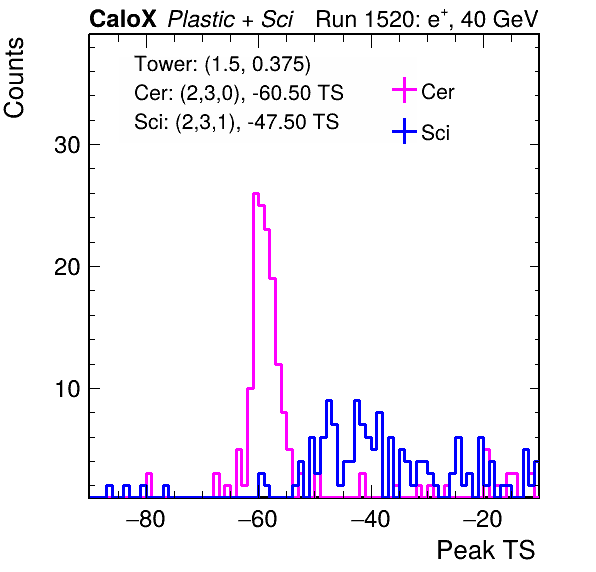 CaloX Plastic + Sci Run 1520: e+, 40 GeV
Counts
Tower: (1.5, 0.375)
Cer: (2,3,0), -60.50 TS
Sci: (2,3,1), -47.50 TS
Cer
Sci
30
20
10
−80 −60 −40 −20
Peak TS